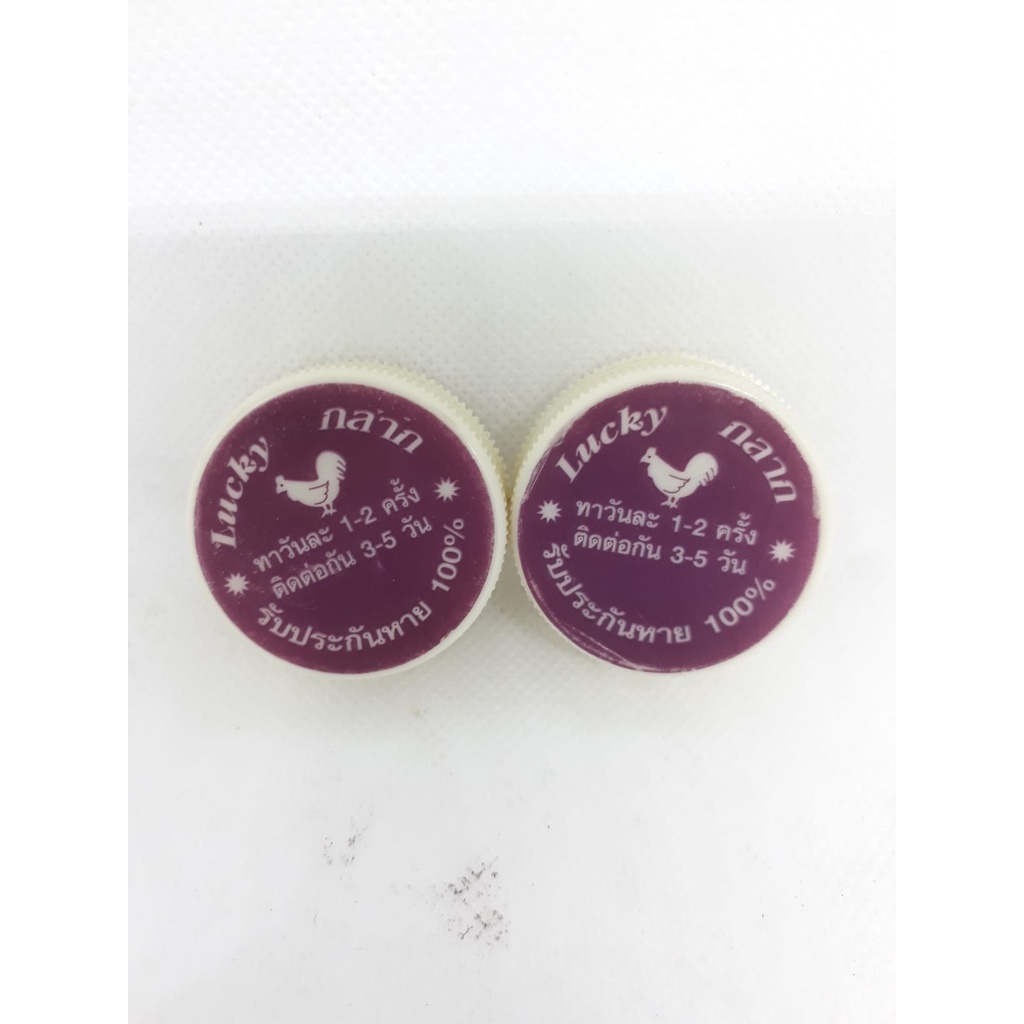 Lucky กลาก
ทาวันละ 1-2 ครั้ง
ติดต่อกัน 3-5 วัน
รับประกันหาย 100%
Lucky กลาก
ทาวันละ 1-2 ครั้ง
ติดต่อกัน 3-5 วัน
รับประกันหาย 100%